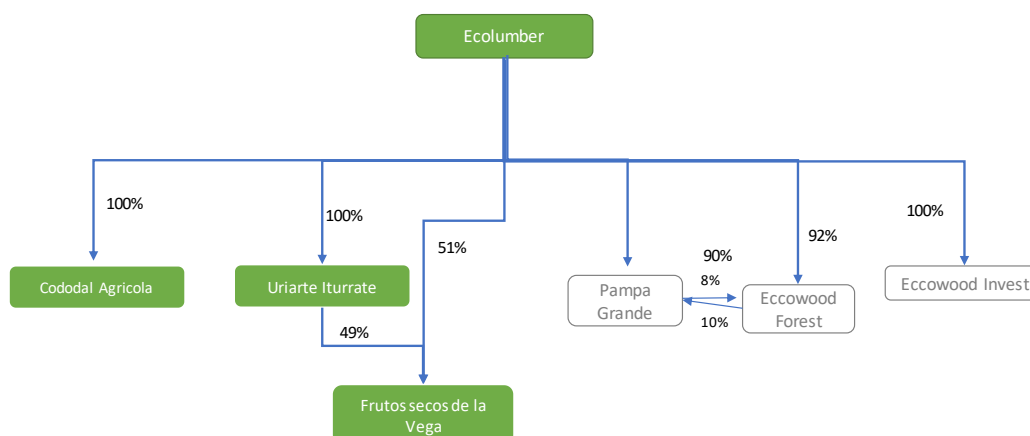 Ecolumber
100%
100%
51%
90%
92%
100%
Cododal Agricola
Uriarte Iturrate
Pampa
Grande
8%
10%
Eccowood
Forest
Eccowood Invest
49%
Frutos secos de la
Vega